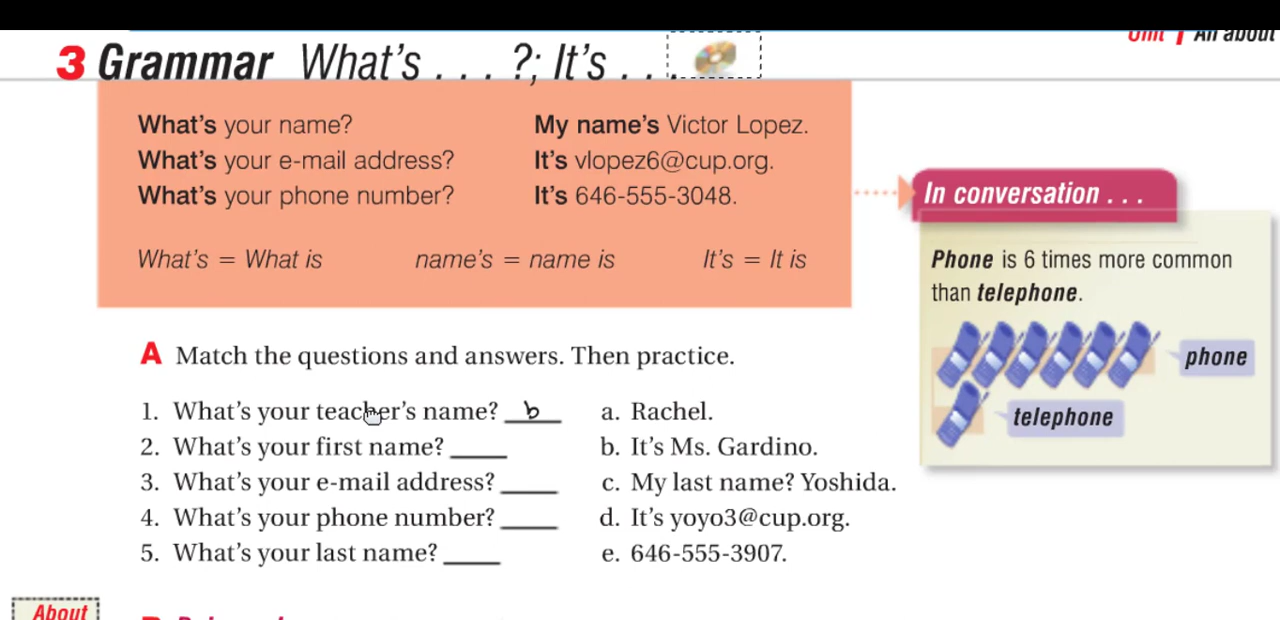 Unit 1 All about
3 Grammar What's . . . ?; It's . . .
What's your name? My name's Victor Lopez.
What's your e-mail address? It's vlopez6@cup.org.
What's your phone number? It's 646-555-3048.
What's = What is name's = name is It's = It is
In conversation . . .
Phone is 6 times more common
than telephone.
phone
telephone
A Match the questions and answers. Then practice.
1. What's your teacher's name? b a. Rachel.
2. What's your first name? ____ b. It's Ms. Gardino.
3. What's your e-mail address? ____ c. My last name? Yoshida.
4. What's your phone number? ____ d. It's yoyo3@cup.org.
5. What's your last name? ____ e. 646-555-3907.
About